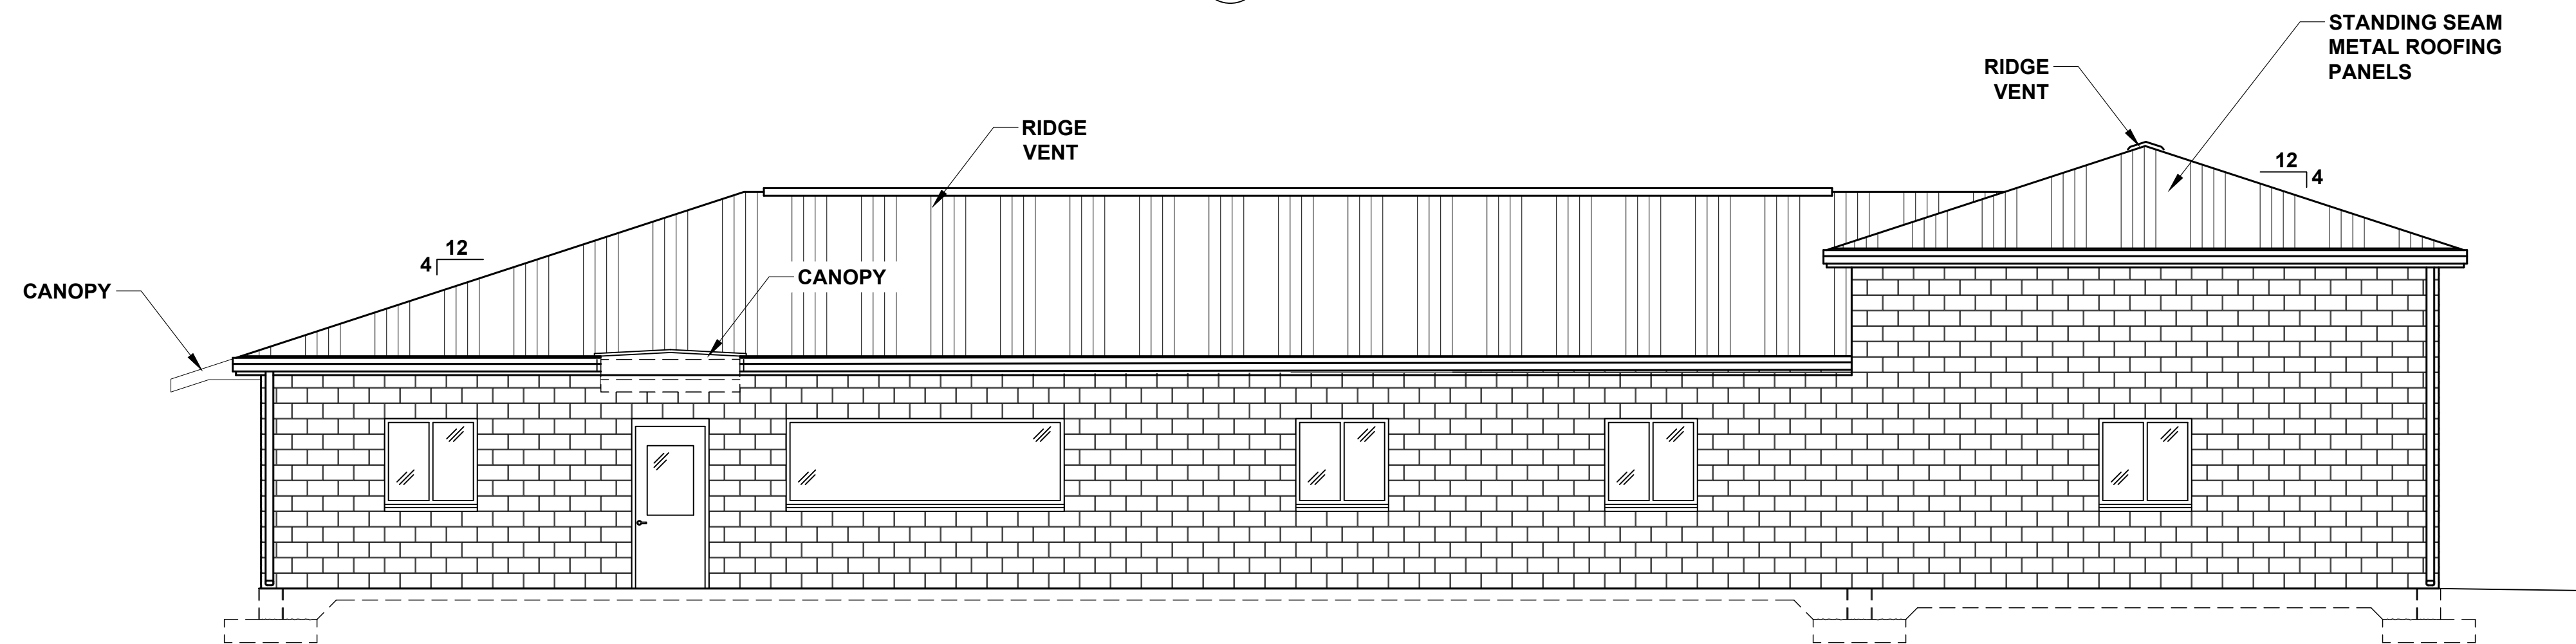 STANDING SEAM
METAL ROOFING
PANELS
RIDGE
VENT
RIDGE
VENT
12
4
12
4
CANOPY
CANOPY